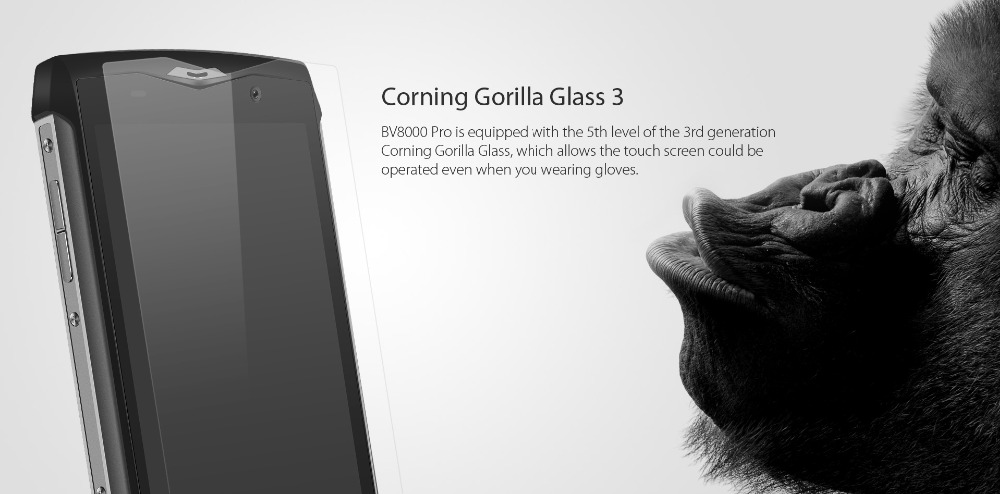 Corning Gorilla Glass 3
BV8000 Pro is equipped with the 5th level of the 3rd generation
Corning Gorilla Glass, which allows the touch screen could be
operated even when you wearing gloves.